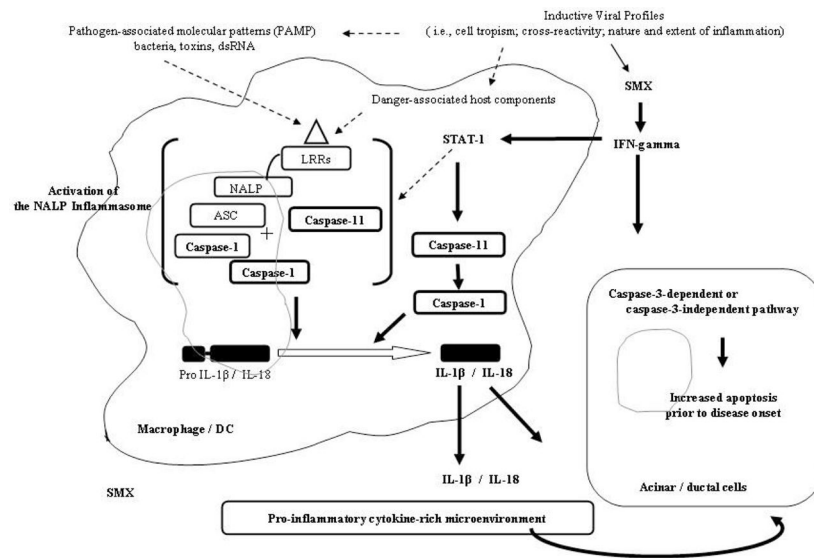 Inductive Viral Profiles
Pathogen-associated molecular patterns (PAMP)
( i.e., cell tropism; cross-reactivity; nature and extent of inflammation)
bacteria, toxins, dsRNA
SMX
Danger-associated host components
STAT-1
IFN-gamma
LRRs
Activation of
the NALP Inflammasome
NALP
ASC
+
Caspase-11
Caspase-1
Caspase-1
Caspase-11
Caspase-1
Caspase-3-dependent or
caspase-3-independent pathway
Pro IL-1β / IL-18
IL-1β / IL-18
Increased apoptosis
prior to disease onset
Macrophage / DC
IL-1β / IL-18
SMX
Acinar / ductal cells
Pro-inflammatory cytokine-rich microenvironment